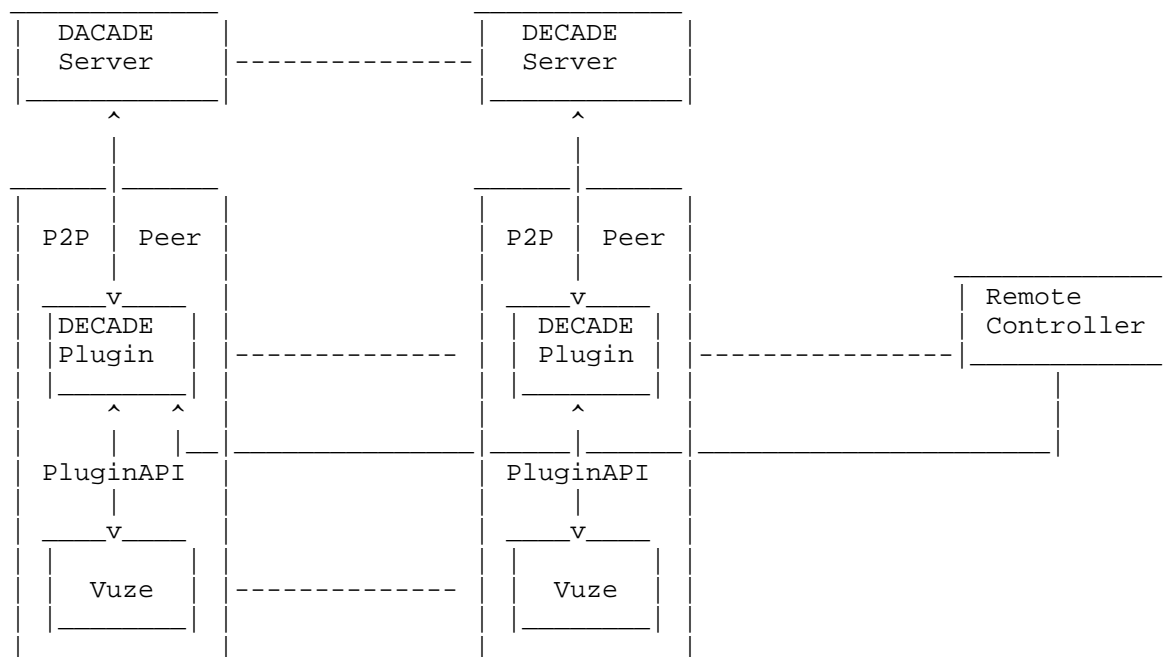 DACADE DECADE
Server Server
P2P Peer P2P Peer
Remote
DECADE DECADE Controller
Plugin Plugin
PluginAPI PluginAPI
Vuze Vuze